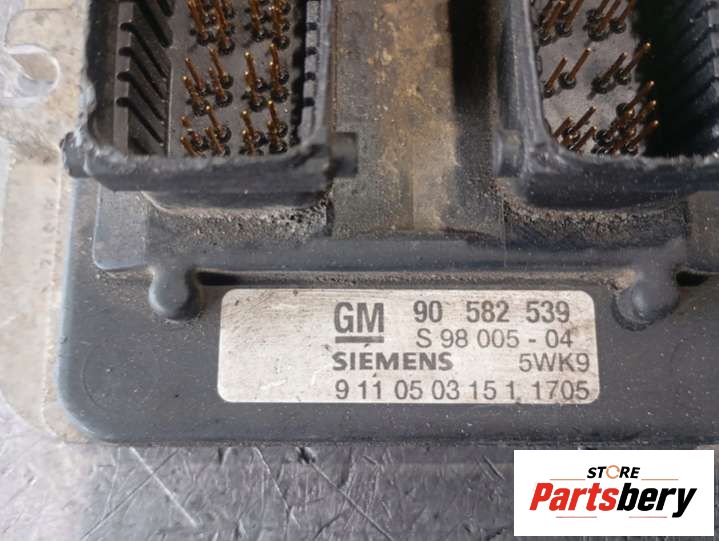 GM 90 582 539
S 98 005 - 04
SIEMENS 5WK9
9 11 05 03 15 1 1705
STORE
Partsbery